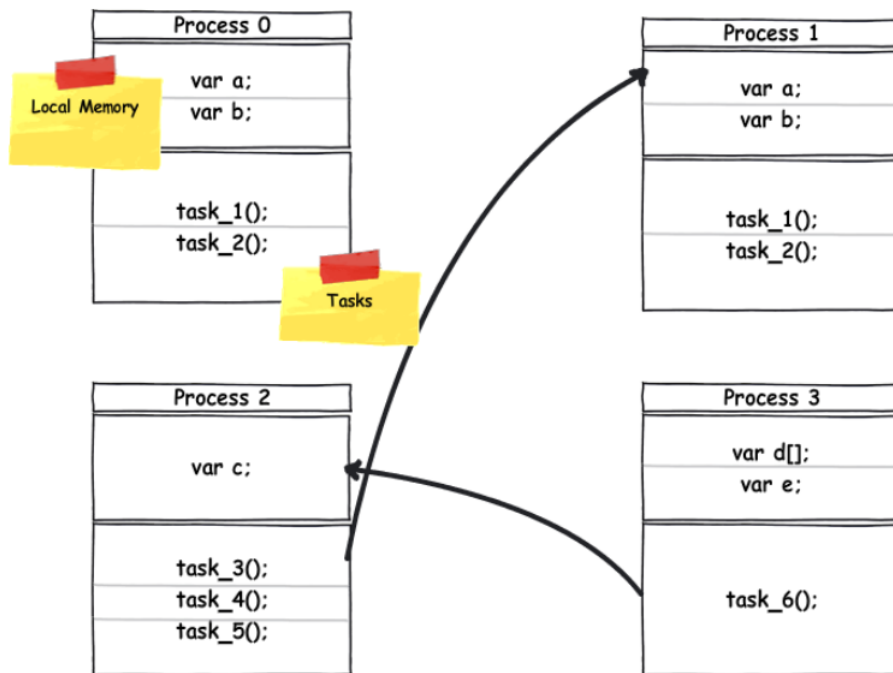 Process 0
Local Memory
var a;
var b;
task_1();
task_2();
Tasks
Process 1
var a;
var b;
task_1();
task_2();
Process 2
var c;
task_3();
task_4();
task_5();
Process 3
var d[];
var e;
task_6();